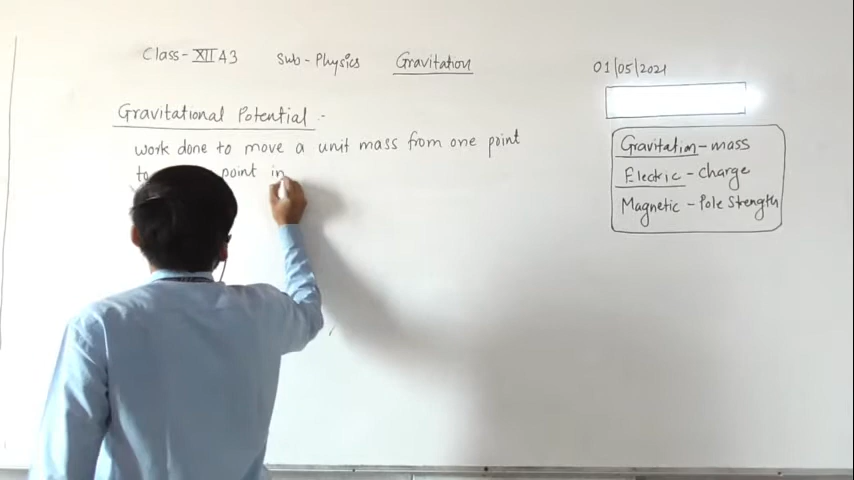 Class-XII A3 Sub-Physics Gravitation
01/05/2021
Gravitational Potential :-
work done to move a unit mass from one point
to point in
Gravitation-mass
Electric-Charge
Magnetic-Pole Strength